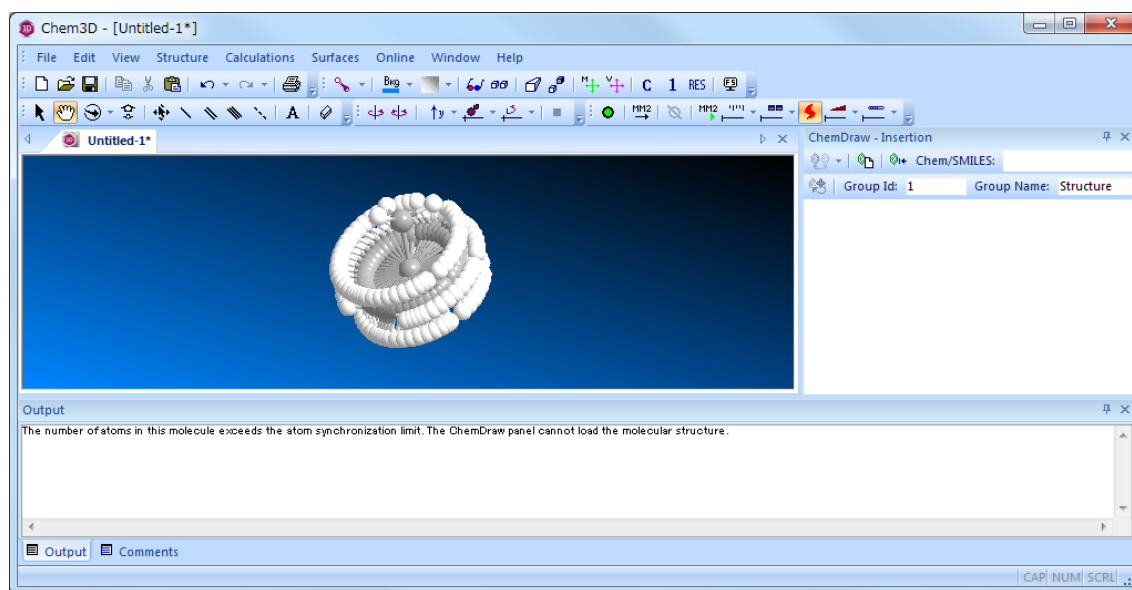 Chem3D - [Untitled-1*]
File Edit View Structure Calculations Surfaces Online Window Help
Bkg C 1 RES
A MM2 MM2
Untitled-1*
ChemDraw - Insertion
Chem/SMILES:
Group Id: 1 Group Name: Structure
Output
The number of atoms in this molecule exceeds the atom synchronization limit. The ChemDraw panel cannot load the molecular structure.
Output Comments
CAP NUM SCRL